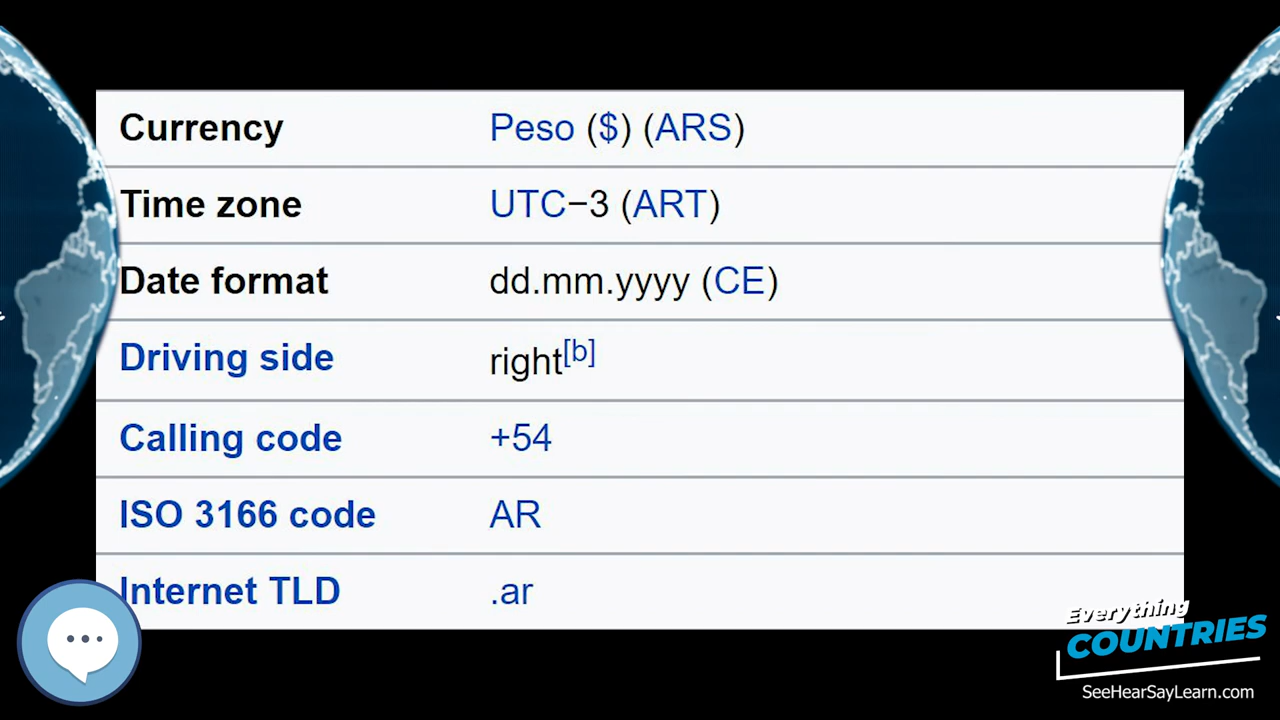 Currency Peso ($) (ARS)
Time zone UTC−3 (ART)
Date format dd.mm.yyyy (CE)
Driving side right[b]
Calling code +54
ISO 3166 code AR
Internet TLD .ar
Everything
COUNTRIES
SeeHearSayLearn.com